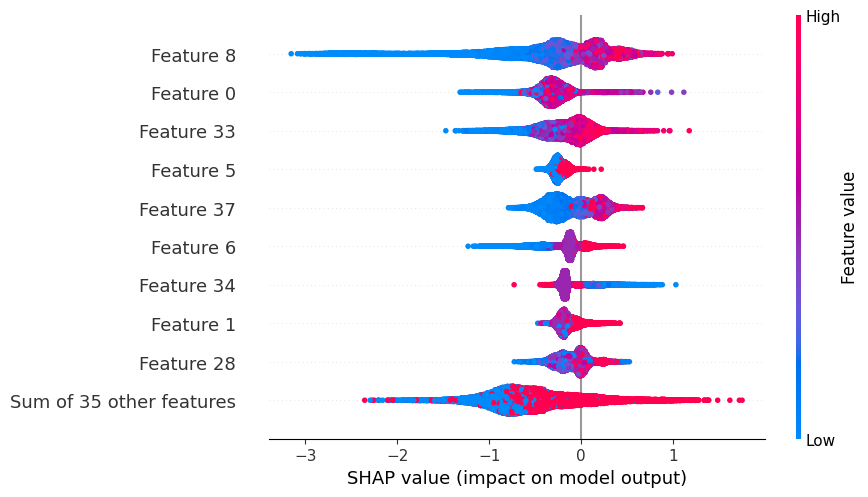 High
Feature 8
Feature 0
Feature 33
Feature 5
Feature 37
Feature 6
Feature 34
Feature 1
Feature 28
Sum of 35 other features
Feature value
Low
−3 −2 −1 0 1
SHAP value (impact on model output)